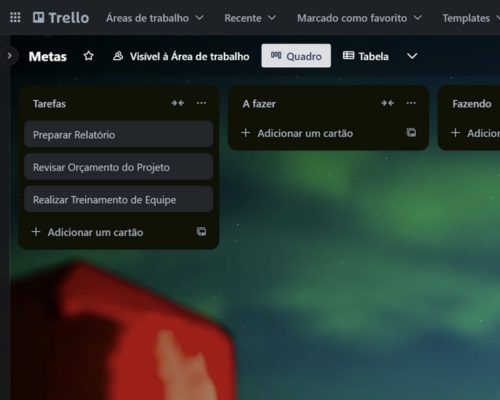 Trello Áreas de trabalho Recente Marcado como favorito Templates
Metas Visível à Área de trabalho Quadro Tabela
Tarefas
Preparar Relatório
Revisar Orçamento do Projeto
Realizar Treinamento de Equipe
+ Adicionar um cartão
A fazer
+ Adicionar um cartão
Fazendo
+